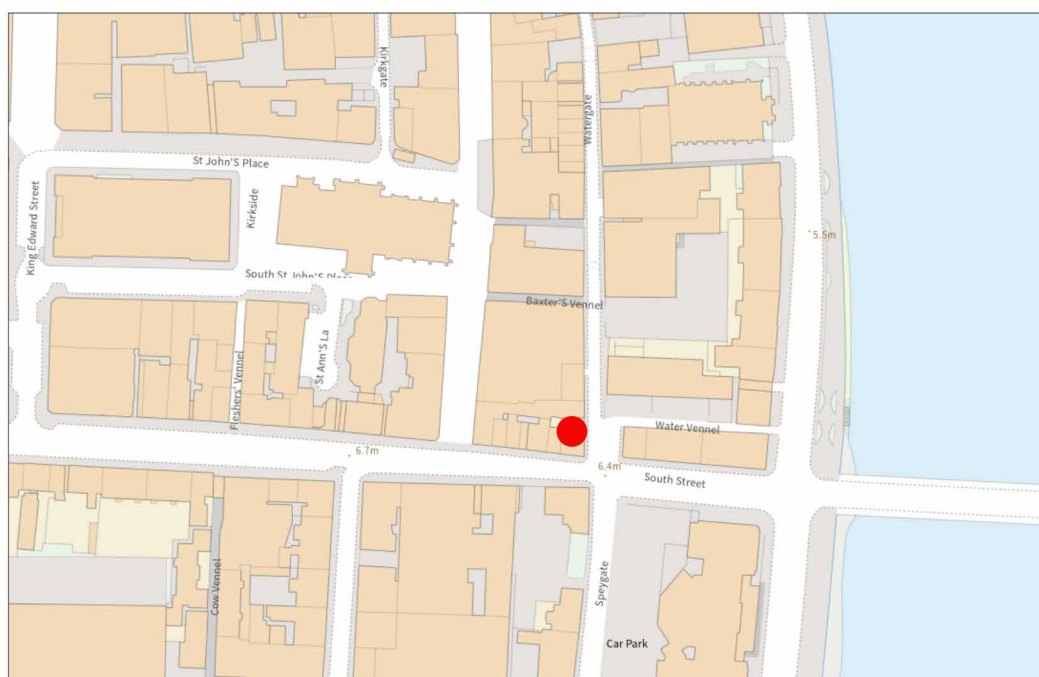 Kirkgate
Watergate
St John'S Place
King Edward Street
Kirkside
5.5m
South St John'S Place
Baxter'S Vennel
St Ann'S La
Fleshers' Vennel
Water Vennel
6.7m
6.4m
South Street
Cow Vennel
Speygate
Car Park